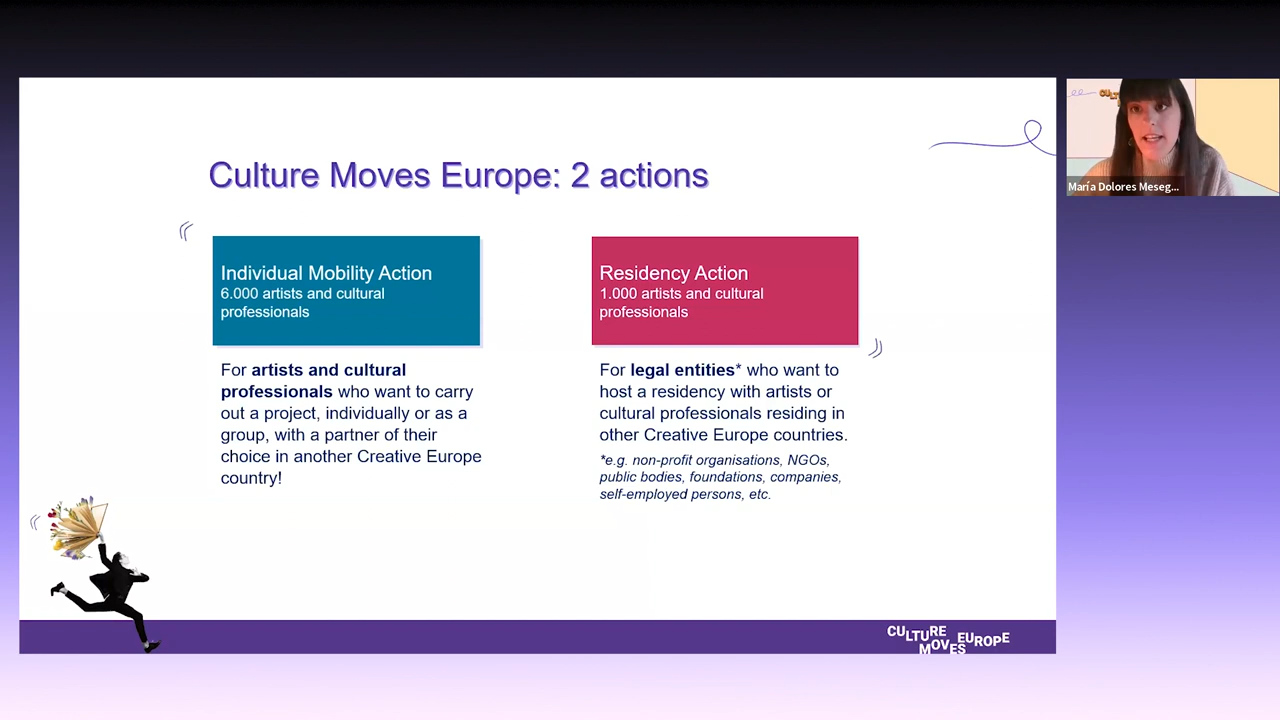 Culture Moves Europe: 2 actions
Individual Mobility Action
6.000 artists and cultural
professionals
For artists and cultural
professionals who want to carry
out a project, individually or as a
group, with a partner of their
choice in another Creative Europe
country!
Residency Action
1.000 artists and cultural
professionals
For legal entities* who want to
host a residency with artists or
cultural professionals residing in
other Creative Europe countries.
*e.g. non-profit organisations, NGOs,
public bodies, foundations, companies,
self-employed persons, etc.
CULTURE
MOVES EUROPE
María Dolores Meseg...